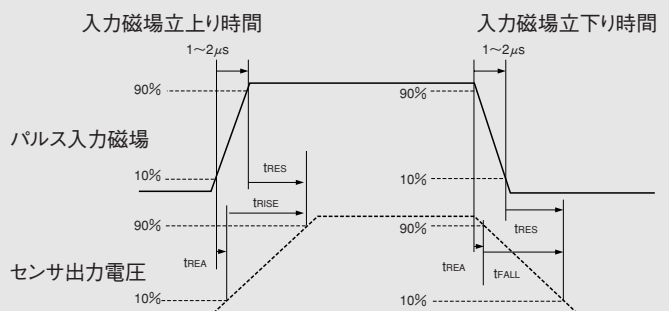 入力磁場立上り時間
入力磁場立下り時間
1～2μs
1～2μs
90%
90%
パルス入力磁場
10%
10%
tRES
tRISE
tRES
90%
90%
tREA
tREA
tFALL
センサ出力電圧
10%
10%